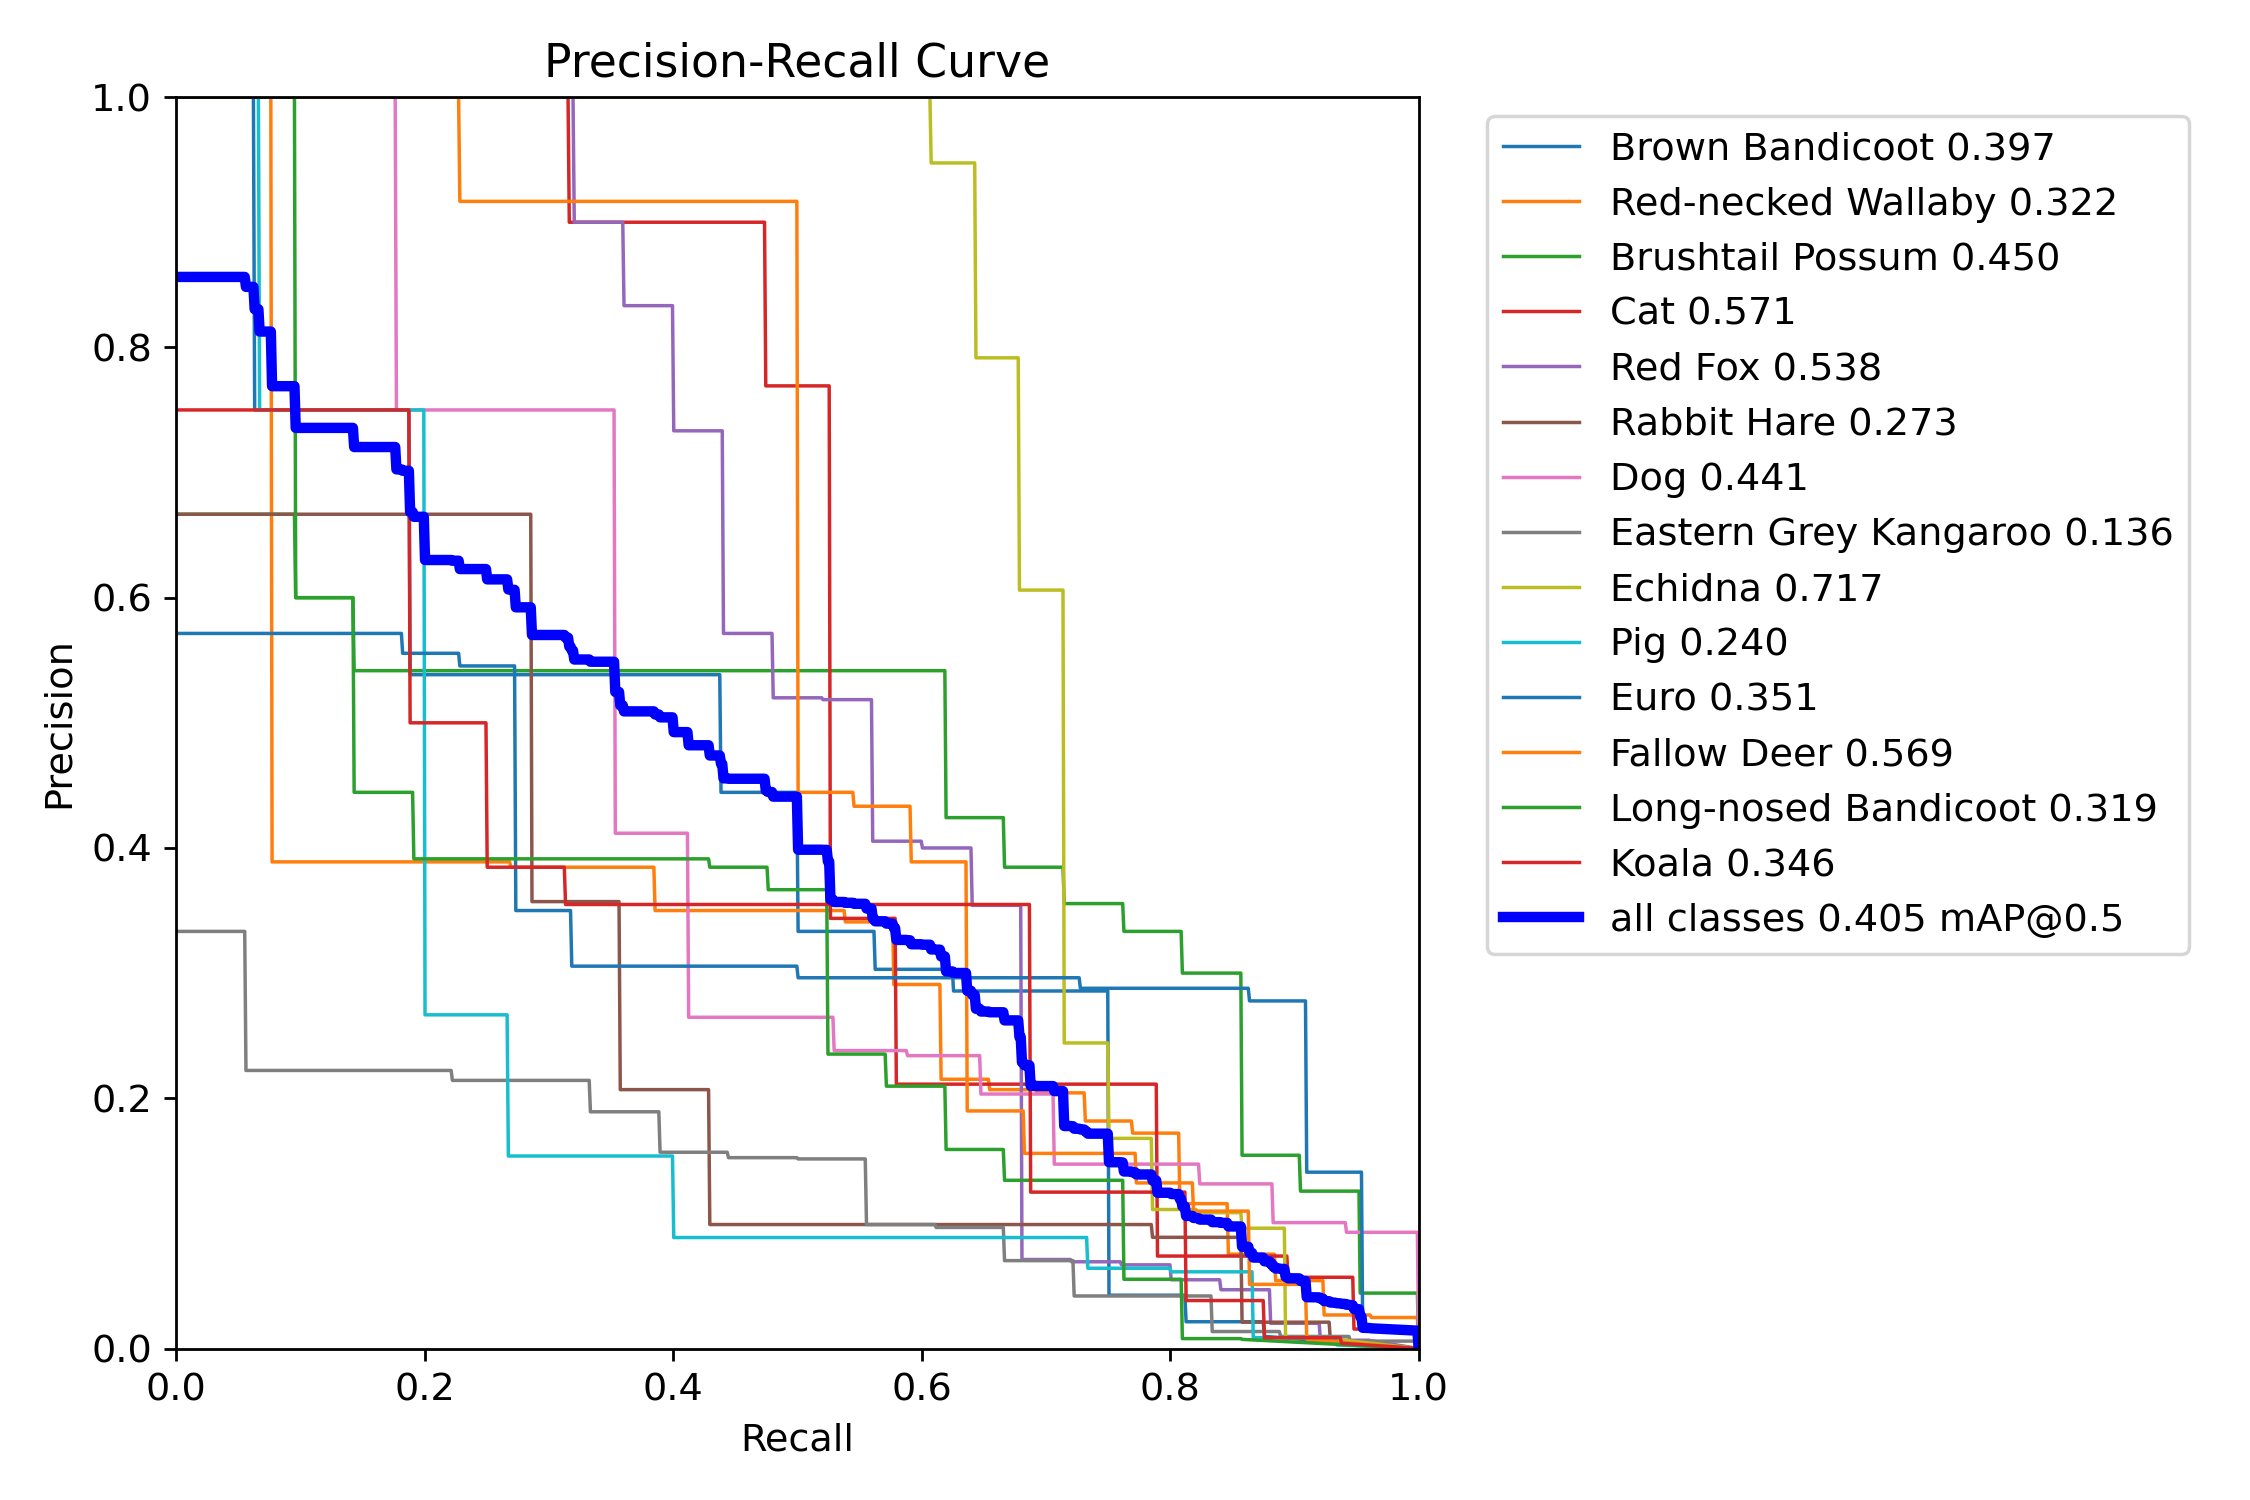 Precision-Recall Curve
1.0
0.8
0.6
0.4
0.2
0.0
Precision
0.0 0.2 0.4 0.6 0.8 1.0
Recall
Brown Bandicoot 0.397
Red-necked Wallaby 0.322
Brushtail Possum 0.450
Cat 0.571
Red Fox 0.538
Rabbit Hare 0.273
Dog 0.441
Eastern Grey Kangaroo 0.136
Echidna 0.717
Pig 0.240
Euro 0.351
Fallow Deer 0.569
Long-nosed Bandicoot 0.319
Koala 0.346
all classes 0.405 mAP@0.5